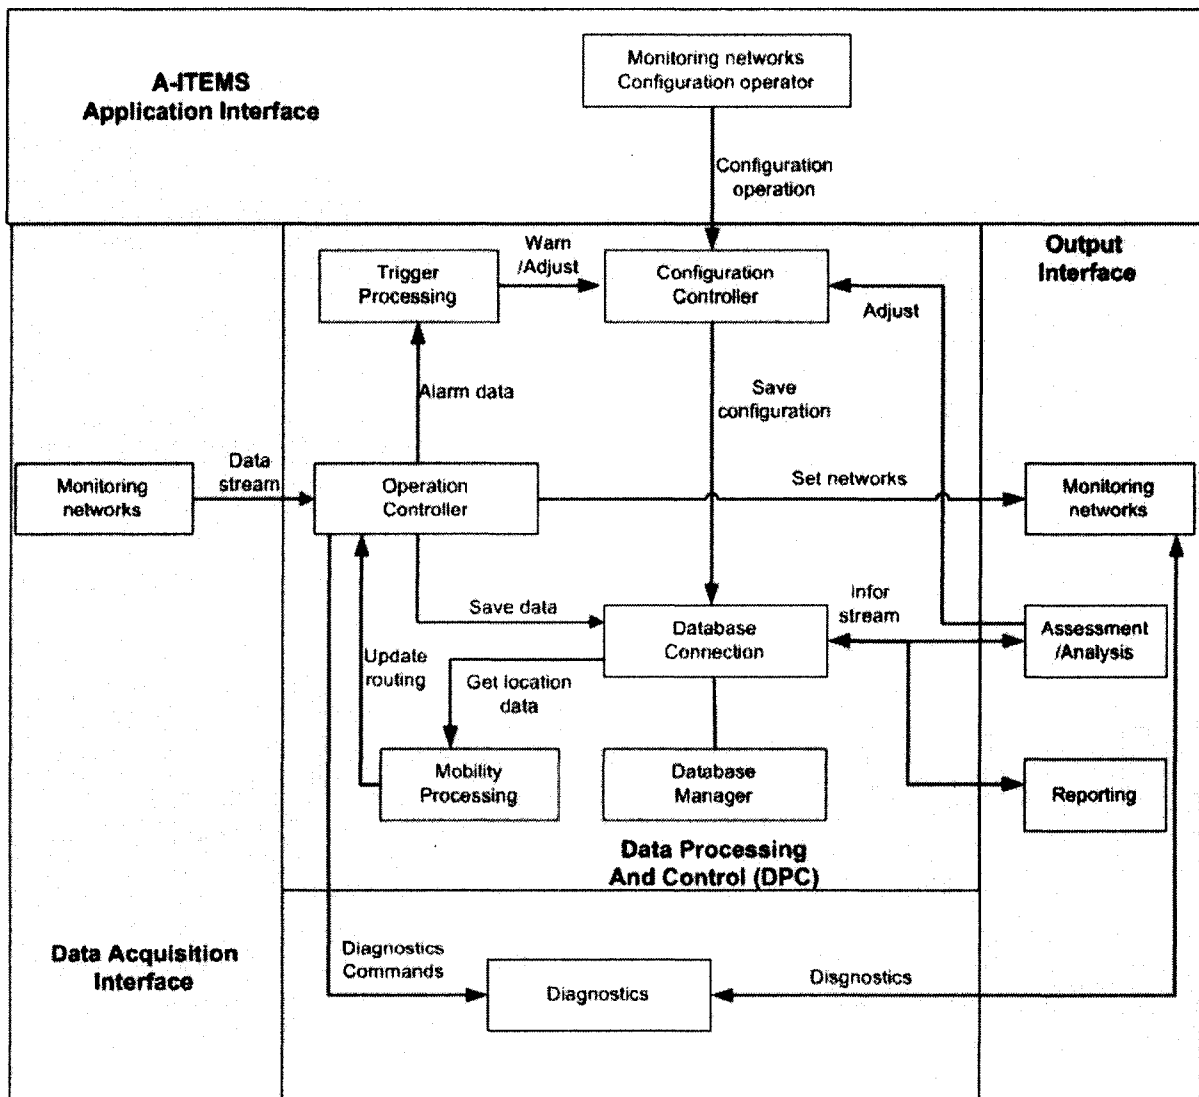 A-ITEMS
Application Interface
Monitoring networks
Configuration operator
Configuration
operation
Output
Interface
Warn
/Adjust
Trigger
Processing
Configuration
Controller
Adjust
Alarm data
Save
configuration
Data
stream
Monitoring
networks
Operation
Controller
Set networks
Monitoring
networks
Save data
Infor
stream
Database
Connection
Assessment
/Analysis
Update
routing
Get location
data
Mobility
Processing
Database
Manager
Reporting
Data Processing
And Control (DPC)
Data Acquisition
Interface
Diagnostics
Commands
Diagnostics
Disgnostics